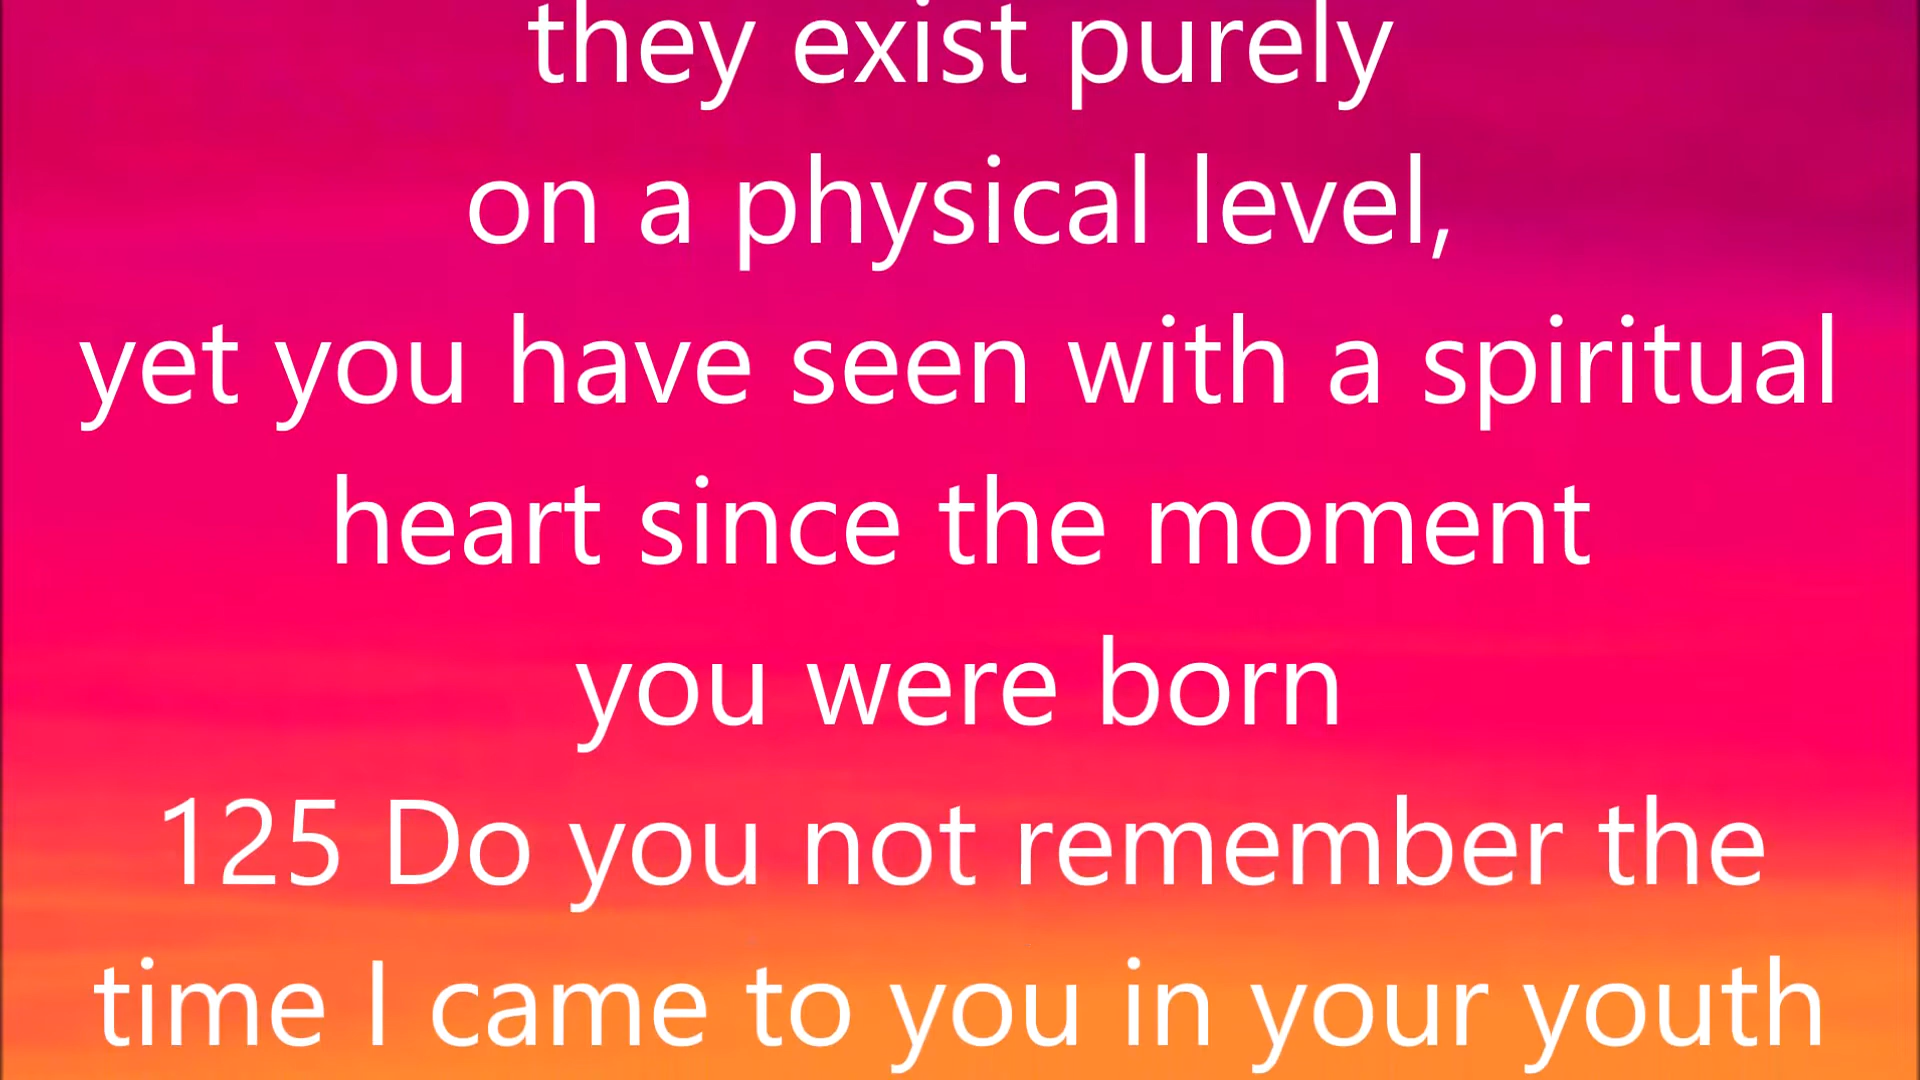 they exist purely
on a physical level,
yet you have seen with a spiritual
heart since the moment
you were born
125 Do you not remember the
time I came to you in your youth